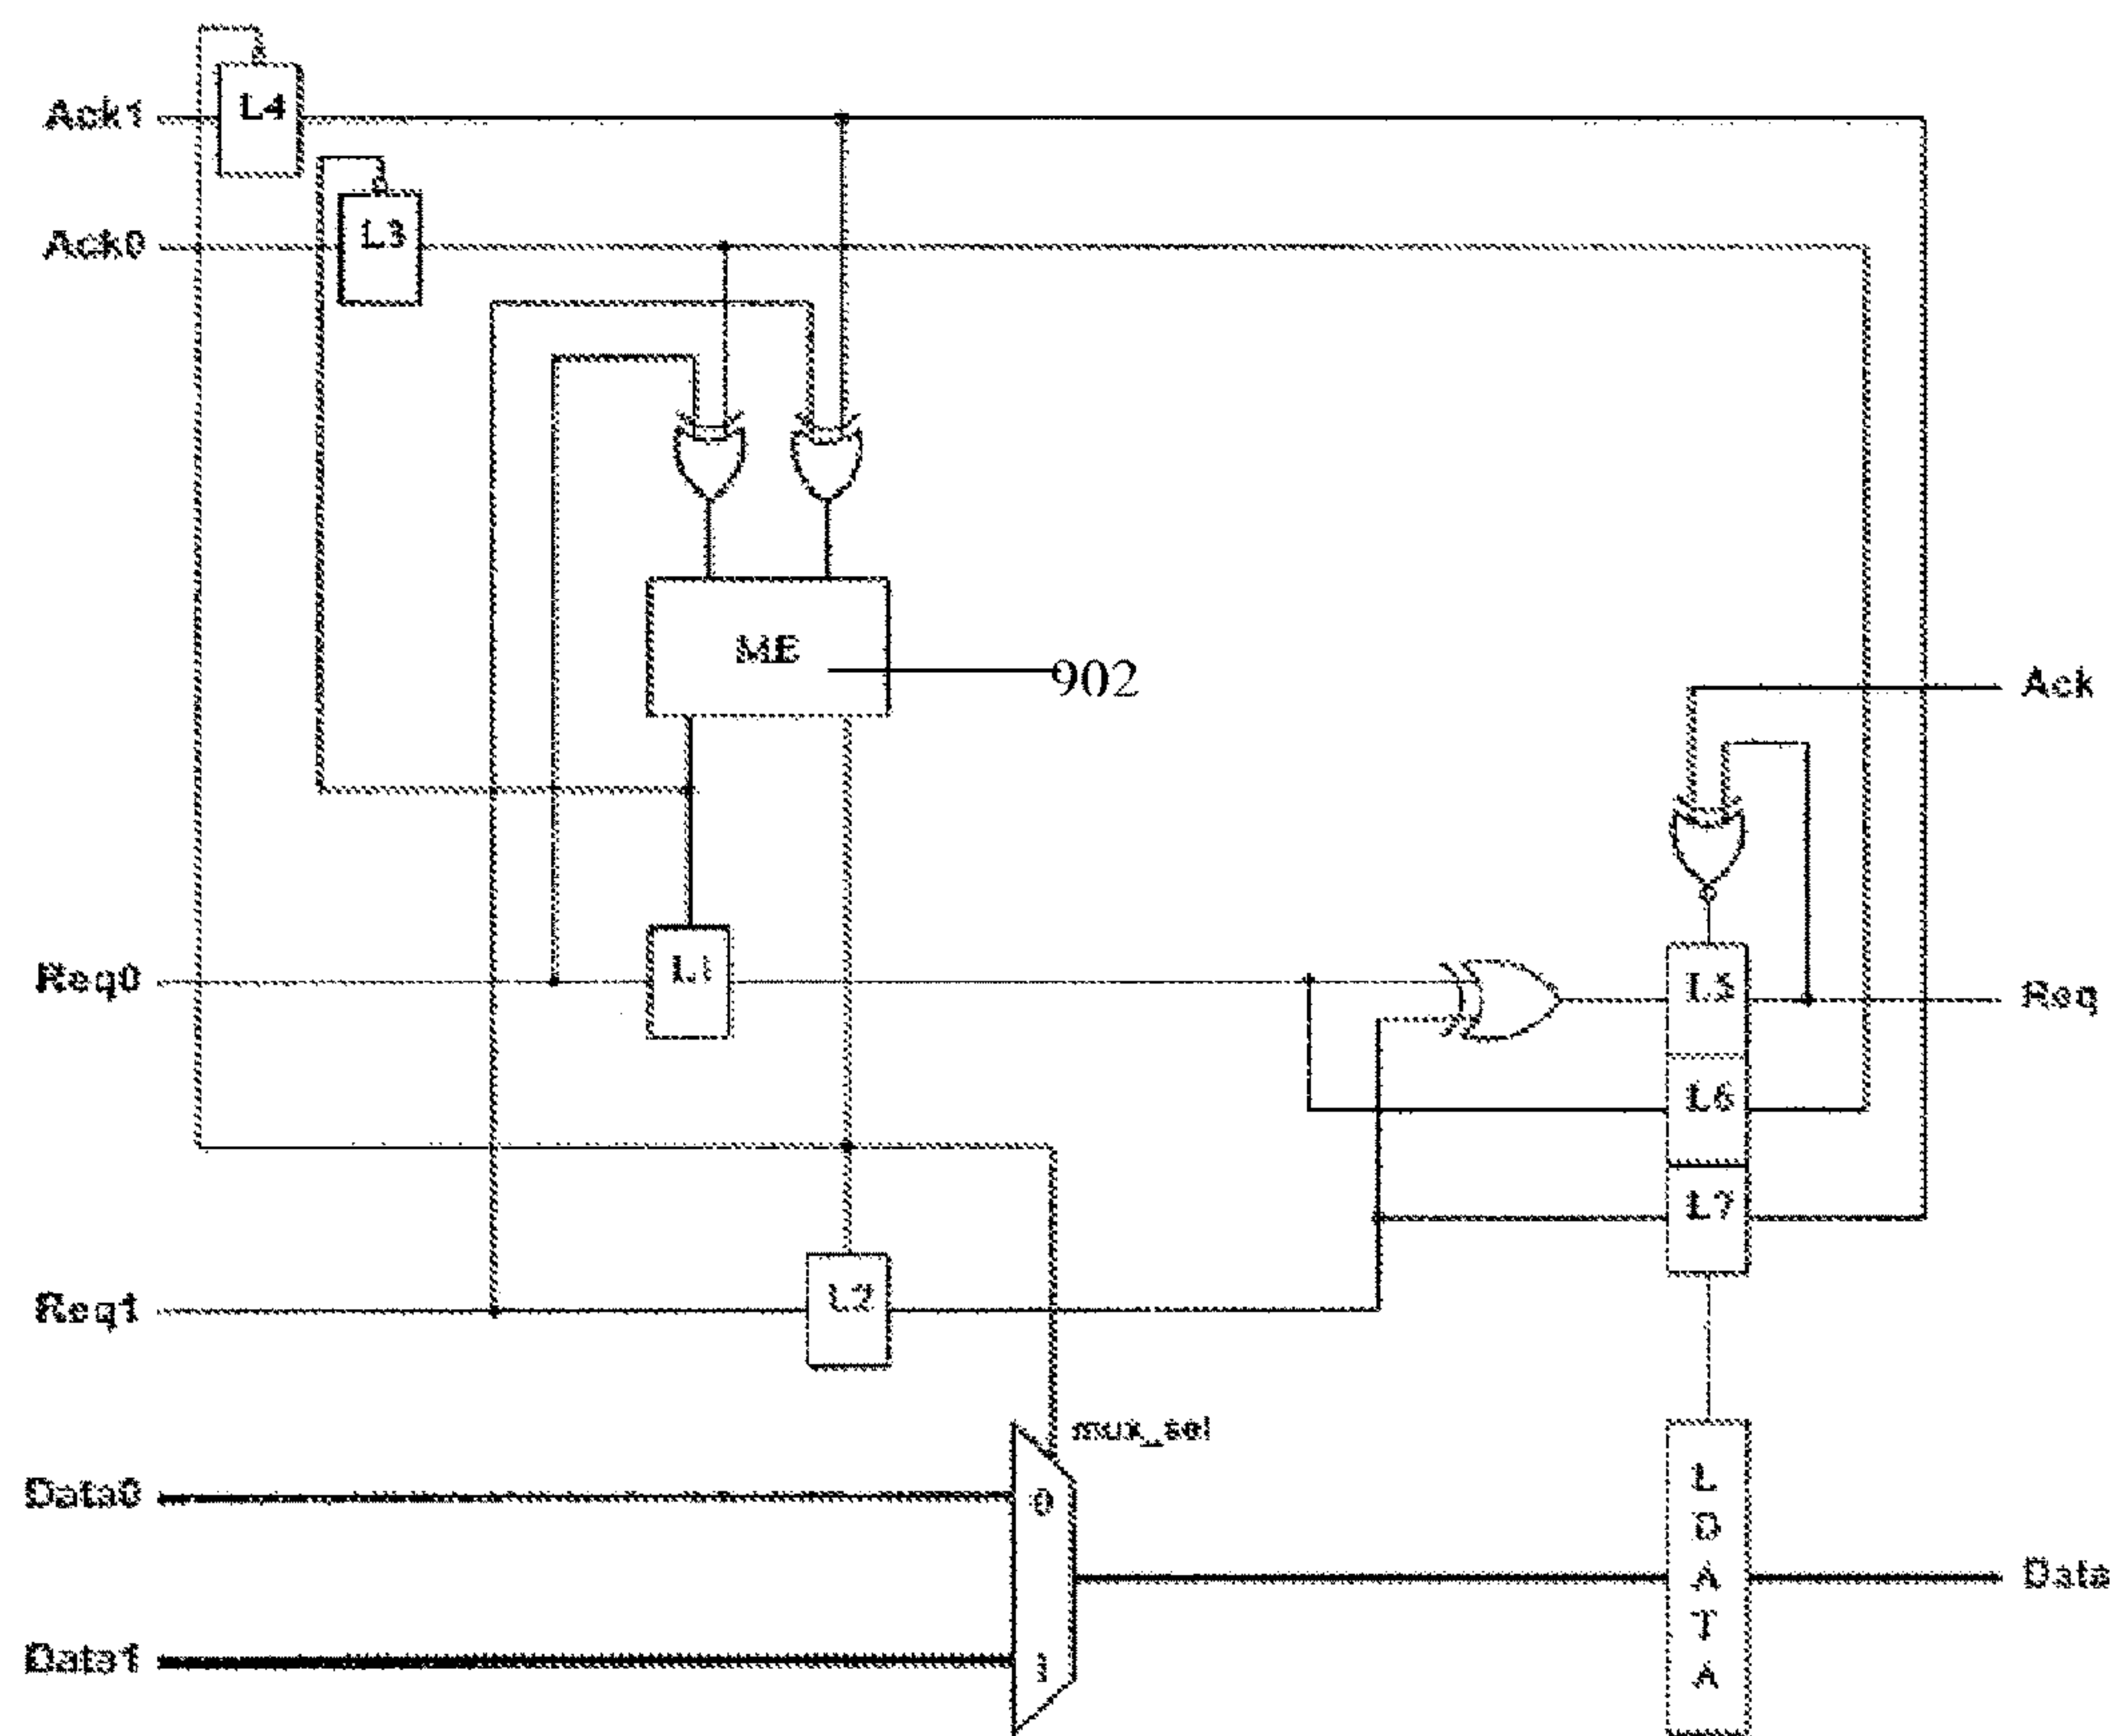 Ack1
L4
Ack0
L3
ME
902
Ack
Req0
L1
L5
Req
L6
L7
Req1
L2
mux_sel
Data0
0
L
D
A
T
A
Data
Data1
1